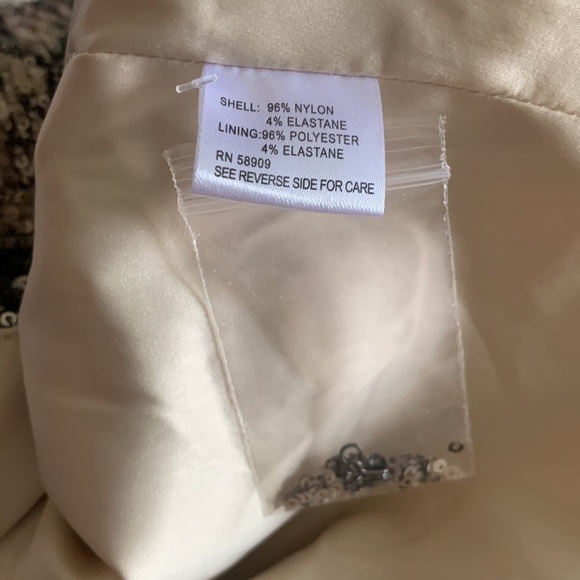 SHELL: 96% NYLON
4% ELASTANE
LINING:96% POLYESTER
4% ELASTANE
RN 58909
SEE REVERSE SIDE FOR CARE